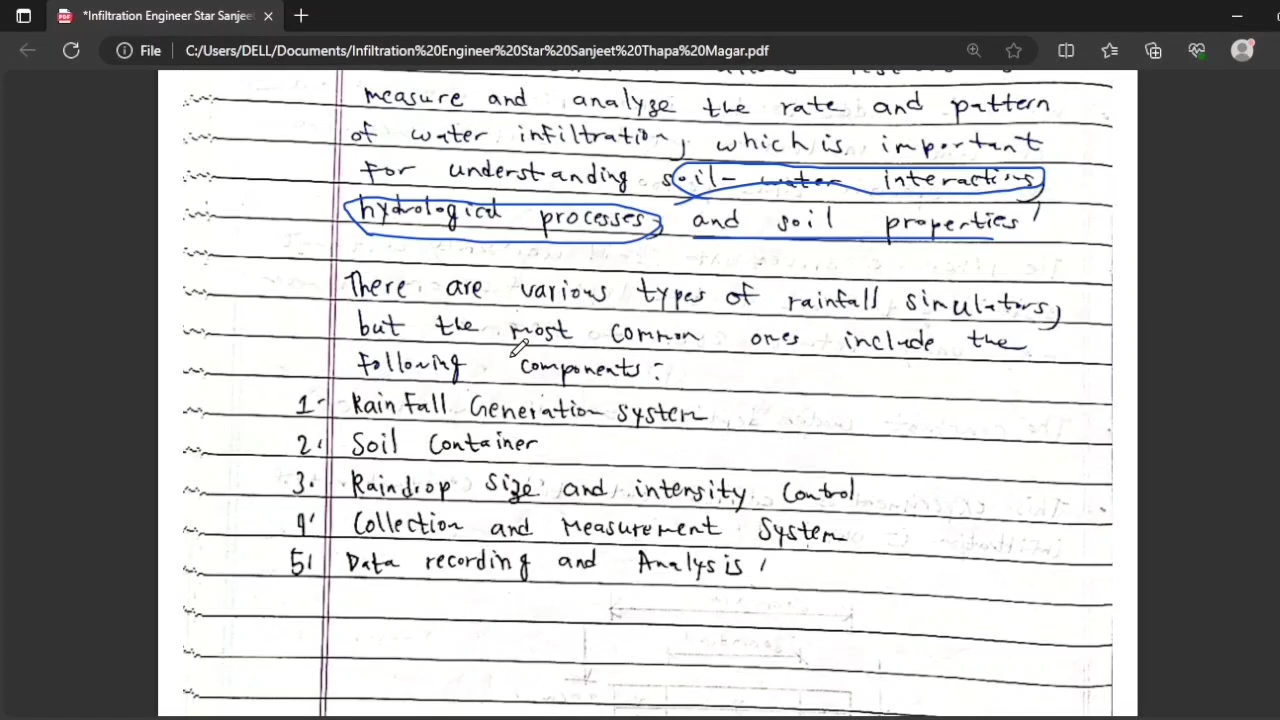 *Infiltration Engineer Star Sanjee
File
C:/Users/DELL/Documents/Infiltration%20Engineer%20Star%20Sanjeet%20Thapa%20Magar.pdf
measure and analyze the rate and pattern
of water infiltration, which is important
for understanding soil-water interactions,
hydrological processes and soil properties
There are various types of rainfall simulators,
but the most common ones include the
following components:
1. RainFall Generation system
2. Soil Container
3. Raindrop size and intensity Control
4. Collection and Measurement System
5. Data recording and Analysis.